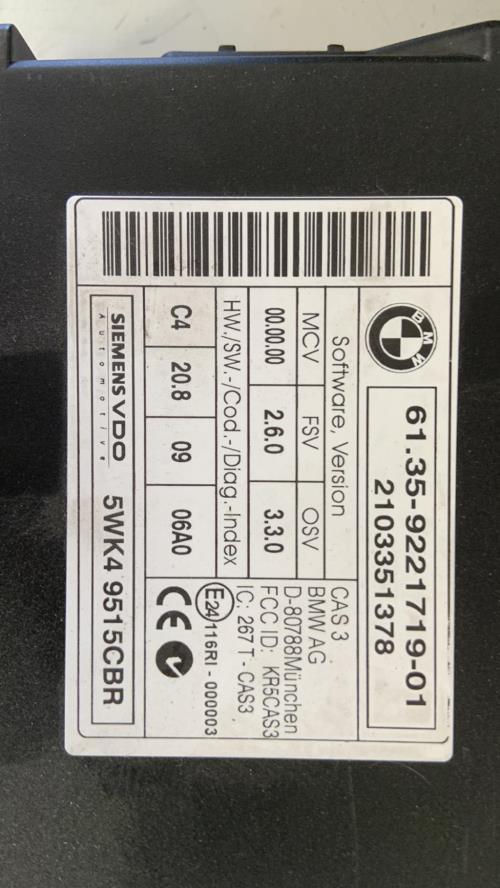 BMW
61.35-9221719-01
2103351378
Software, Version
MCV FSV OSV
00.00.00 2.6.0 3.3.0
HW./SW.-/Cod.-/Diag.-Index
C4 20.8 09 06A0
CAS 3
BMW AG
D-80788München
FCC ID: KR5CAS3
IC: 267 T - CAS3
E24 116RI - 000003
CE
SIEMENS VDO
Automotive
5WK4 9515CBR